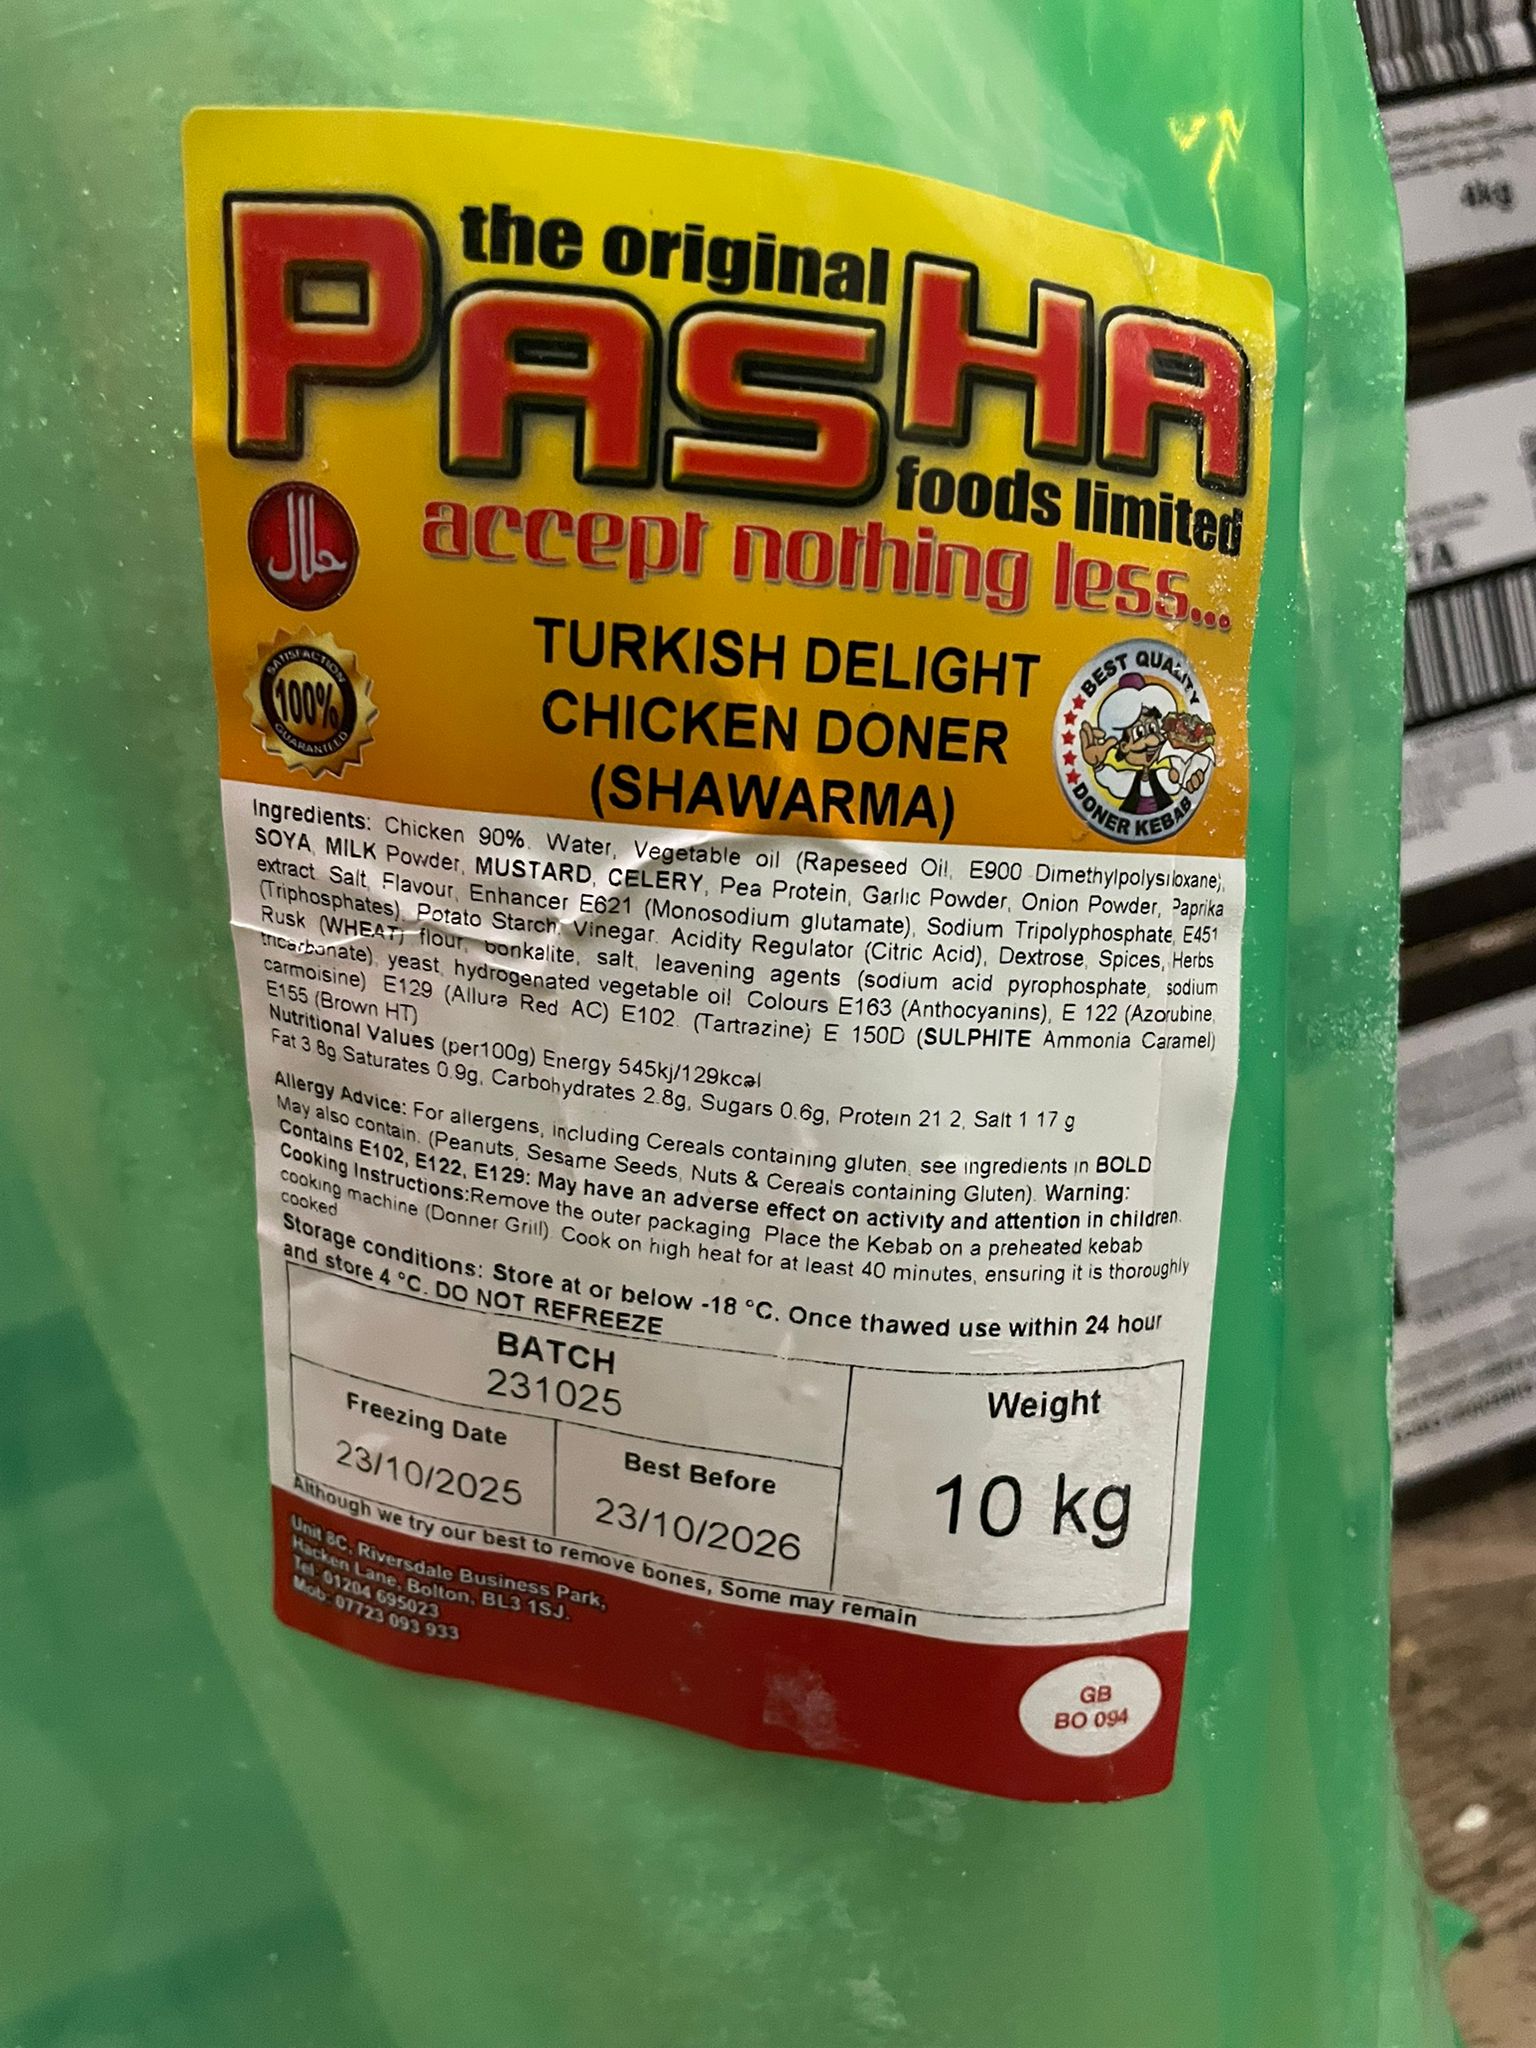 the original
PASHA
foods limited
accept nothing less...
حلال
SATISFACTION
100%
GUARANTEED
TURKISH DELIGHT
CHICKEN DONER
(SHAWARMA)
BEST QUALITY
DONER KEBAB
Ingredients: Chicken 90%. Water, Vegetable oil (Rapeseed Oil, E900 Dimethylpolysiloxane),
SOYA, MILK Powder, MUSTARD, CELERY, Pea Protein, Garlic Powder, Onion Powder, Paprika
extract. Salt, Flavour, Enhancer E621 (Monosodium glutamate), Sodium Tripolyphosphate, E451
(Triphosphates), Potato Starch, Vinegar. Acidity Regulator (Citric Acid), Dextrose, Spices, Herbs
Rusk (WHEAT) flour, bonkalite, salt, leavening agents (sodium acid pyrophosphate, sodium
tricarbonate), yeast, hydrogenated vegetable oil Colours E163 (Anthocyanins), E 122 (Azorubine,
carmoisine) E129 (Allura Red AC) E102. (Tartrazine) E 150D (SULPHITE Ammonia Caramel)
E155 (Brown HT)
Nutritional Values (per100g) Energy 545kj/129kcal
Fat 3.8g, Saturates 0.9g, Carbohydrates 2.8g, Sugars 0.6g, Protein 21.2, Salt 1.17 g
Allergy Advice: For allergens, including Cereals containing gluten, see ingredients in BOLD
May also contain. (Peanuts, Sesame Seeds, Nuts & Cereals containing Gluten). Warning:
Contains E102, E122, E129: May have an adverse effect on activity and attention in children.
Cooking Instructions:Remove the outer packaging. Place the Kebab on a preheated kebab
cooking machine (Donner Grill). Cook on high heat for at least 40 minutes, ensuring it is thoroughly
cooked
Storage conditions: Store at or below -18 °C. Once thawed use within 24 hour
and store 4 °C. DO NOT REFREEZE
BATCH
231025
Freezing Date
23/10/2025
Best Before
23/10/2026
Weight
10 kg
Although we try our best to remove bones, Some may remain
Unit 8C, Riversdale Business Park,
Hacken Lane, Bolton, BL3 1SJ.
Tel: 01204 695023
Mob: 07723 093 933
GB
BO 094
4kg